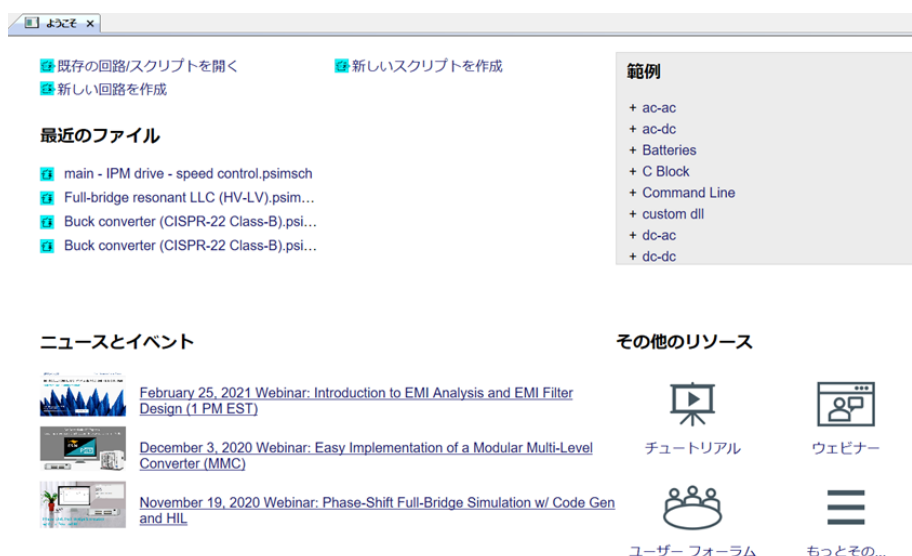 ようこそ ×
既存の回路/スクリプトを開く
新しいスクリプトを作成
新しい回路を作成
最近のファイル
main - IPM drive - speed control.psimsch
Full-bridge resonant LLC (HV-LV).psim...
Buck converter (CISPR-22 Class-B).psi...
Buck converter (CISPR-22 Class-B).psi...
範例
+ ac-ac
+ ac-dc
+ Batteries
+ C Block
+ Command Line
+ custom dll
+ dc-ac
+ dc-dc
ニュースとイベント
February 25, 2021 Webinar: Introduction to EMI Analysis and EMI Filter
Design (1 PM EST)
December 3, 2020 Webinar: Easy Implementation of a Modular Multi-Level
Converter (MMC)
November 19, 2020 Webinar: Phase-Shift Full-Bridge Simulation w/ Code Gen
and HIL
その他のリソース
チュートリアル
ウェビナー
ユーザー フォーラム
もっとその...